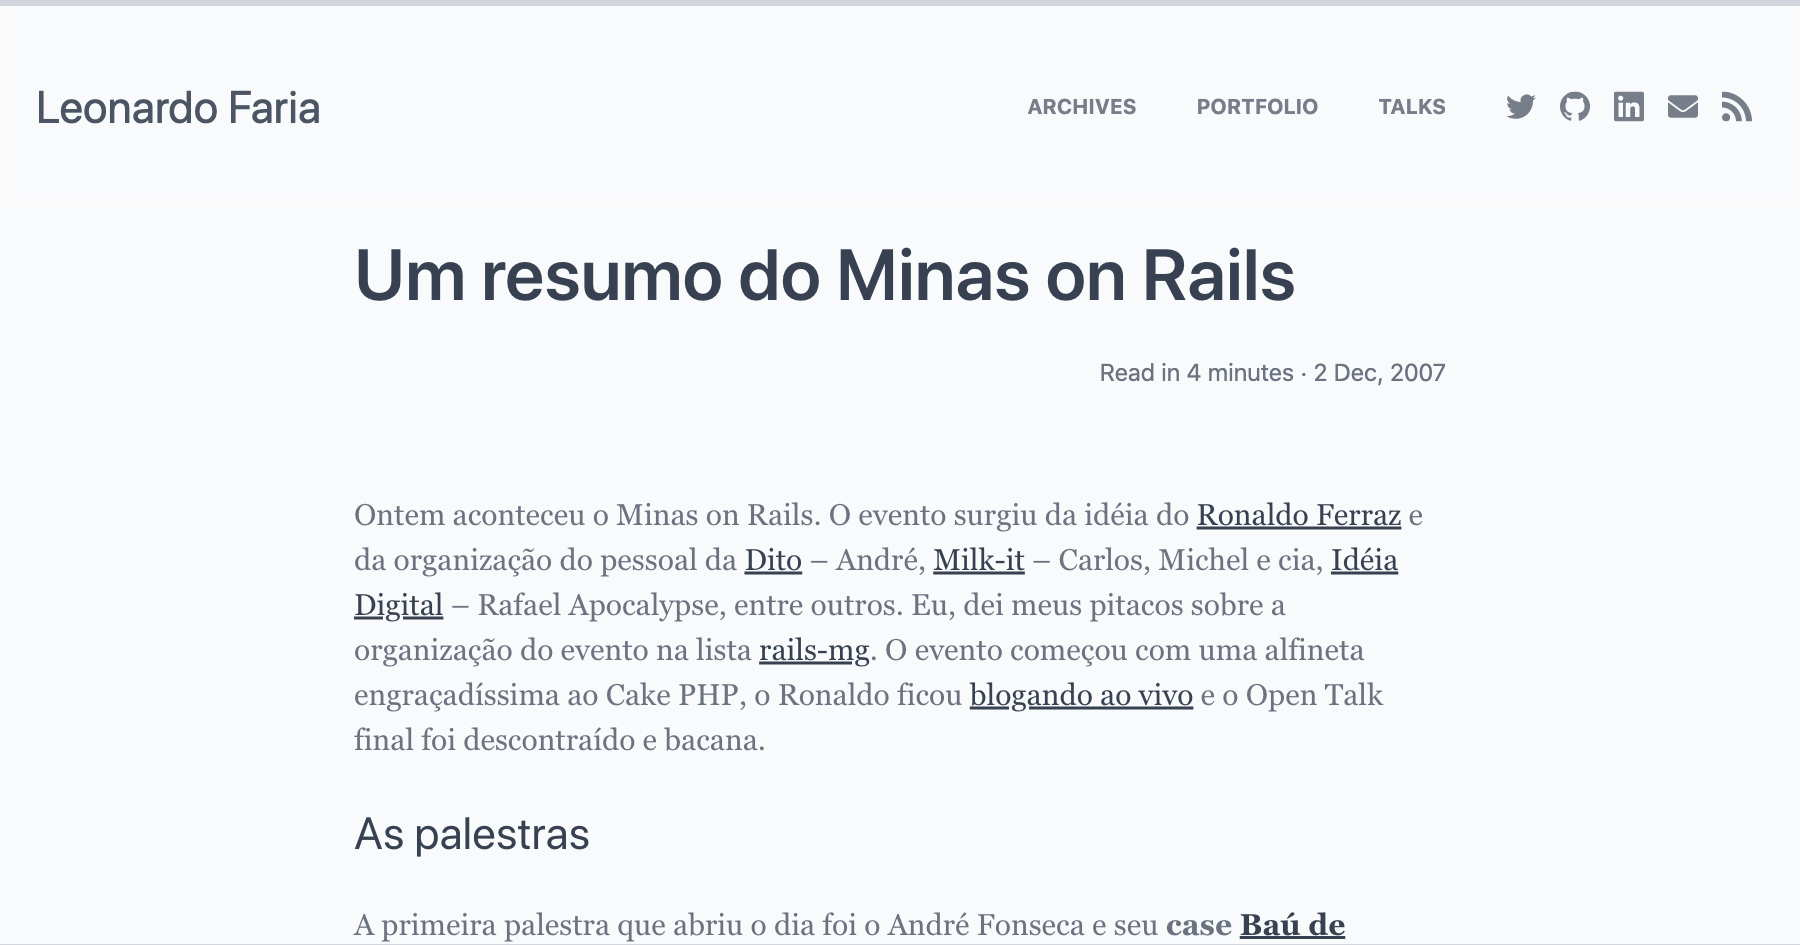 Leonardo Faria
ARCHIVES PORTFOLIO TALKS
Um resumo do Minas on Rails
Read in 4 minutes · 2 Dec, 2007
Ontem aconteceu o Minas on Rails. O evento surgiu da idéia do Ronaldo Ferraz e
da organização do pessoal da Dito – André, Milk-it – Carlos, Michel e cia, Idéia
Digital – Rafael Apocalypse, entre outros. Eu, dei meus pitacos sobre a
organização do evento na lista rails-mg. O evento começou com uma alfineta
engraçadíssima ao Cake PHP, o Ronaldo ficou blogando ao vivo e o Open Talk
final foi descontraído e bacana.
As palestras
A primeira palestra que abriu o dia foi o André Fonseca e seu case Baú de